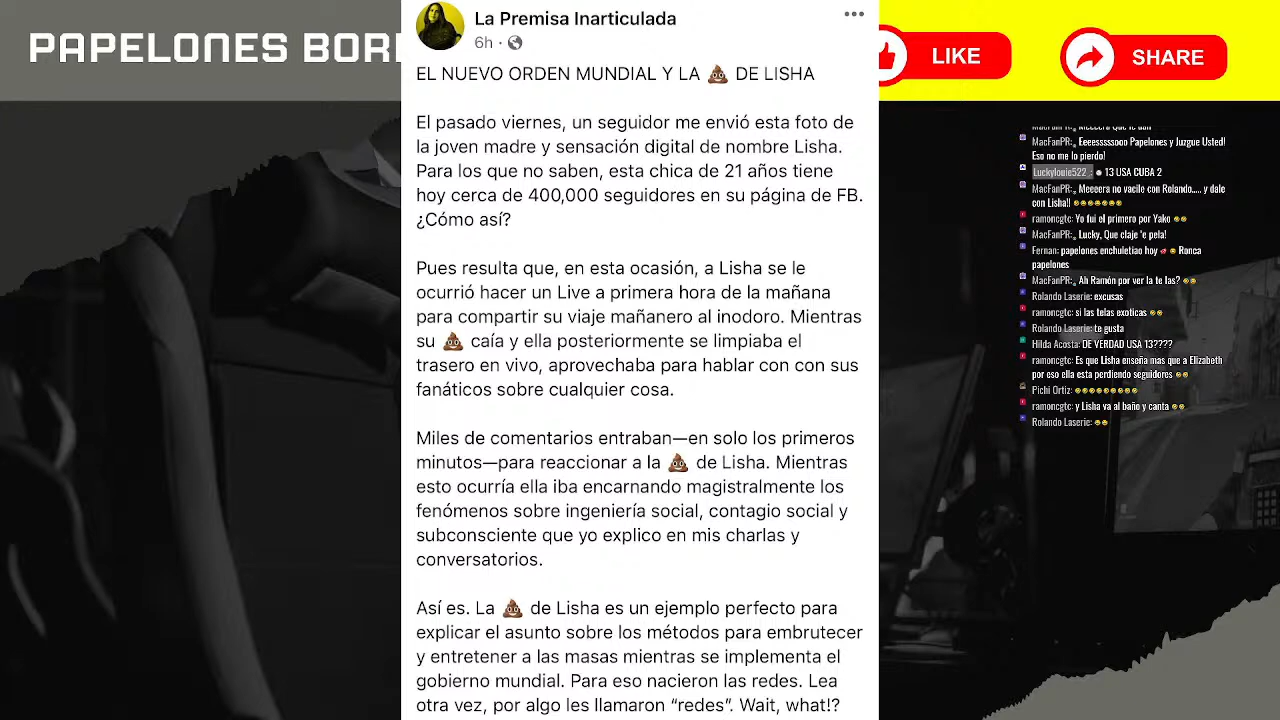 PAPELONES BORI
La Premisa Inarticulada
6h ·
EL NUEVO ORDEN MUNDIAL Y LA 💩 DE LISHA
El pasado viernes, un seguidor me envió esta foto de
la joven madre y sensación digital de nombre Lisha.
Para los que no saben, esta chica de 21 años tiene
hoy cerca de 400,000 seguidores en su página de FB.
¿Cómo así?
Pues resulta que, en esta ocasión, a Lisha se le
ocurrió hacer un Live a primera hora de la mañana
para compartir su viaje mañanero al inodoro. Mientras
su 💩 caía y ella posteriormente se limpiaba el
trasero en vivo, aprovechaba para hablar con con sus
fanáticos sobre cualquier cosa.
Miles de comentarios entraban—en solo los primeros
minutos—para reaccionar a la 💩 de Lisha. Mientras
esto ocurría ella iba encarnando magistralmente los
fenómenos sobre ingeniería social, contagio social y
subconsciente que yo explico en mis charlas y
conversatorios.
Así es. La 💩 de Lisha es un ejemplo perfecto para
explicar el asunto sobre los métodos para embrutecer
y entretener a las masas mientras se implementa el
gobierno mundial. Para eso nacieron las redes. Lea
otra vez, por algo les llamaron “redes”. Wait, what!?
LIKE
SHARE
MacFanPR:, Eeeesssssooo Papelones y Juzgue Usted!
Eso no me lo pierdo!
Luckylouie522 : 13 USA CUBA 2
MacFanPR:, Meeeera no vacile con Rolando..... y dale
con Lisha!!
ramoncgtc: Yo fui el primero por Yako
MacFanPR:, Lucky, Que claje 'e pela!
Fernan: papelones enchuletiao hoy Ronca
papelones
MacFanPR:, Ah Ramón por ver la te las?
Rolando Laserie: excusas
ramoncgtc: si las telas exoticas
Rolando Laserie: te gusta
Hilda Acosta: DE VERDAD USA 13????
ramoncgtc: Es que Lisha enseña mas que a Elizabeth
por eso ella esta perdiendo seguidores
Pichi Ortiz:
ramoncgtc: y Lisha va al baño y canta
Rolando Laserie: